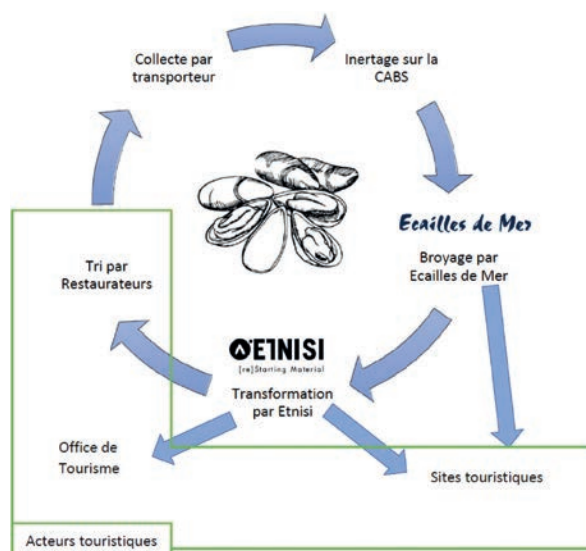 Collecte par
transporteur
Inertage sur la
CABS
Ecailles de Mer
Broyage par
Ecailles de Mer
Tri par
Restaurateurs
ETNISI
[re]Starting Material
Transformation
par Etnisi
Office de
Tourisme
Sites touristiques
Acteurs touristiques